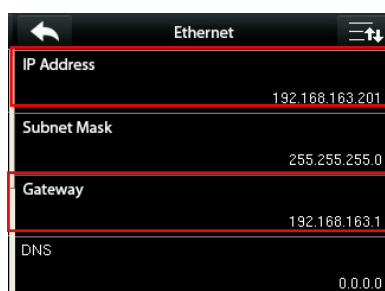 Ethernet
IP Address
192.168.163.201
Subnet Mask
255.255.255.0
Gateway
192.168.163.1
DNS
0.0.0.0